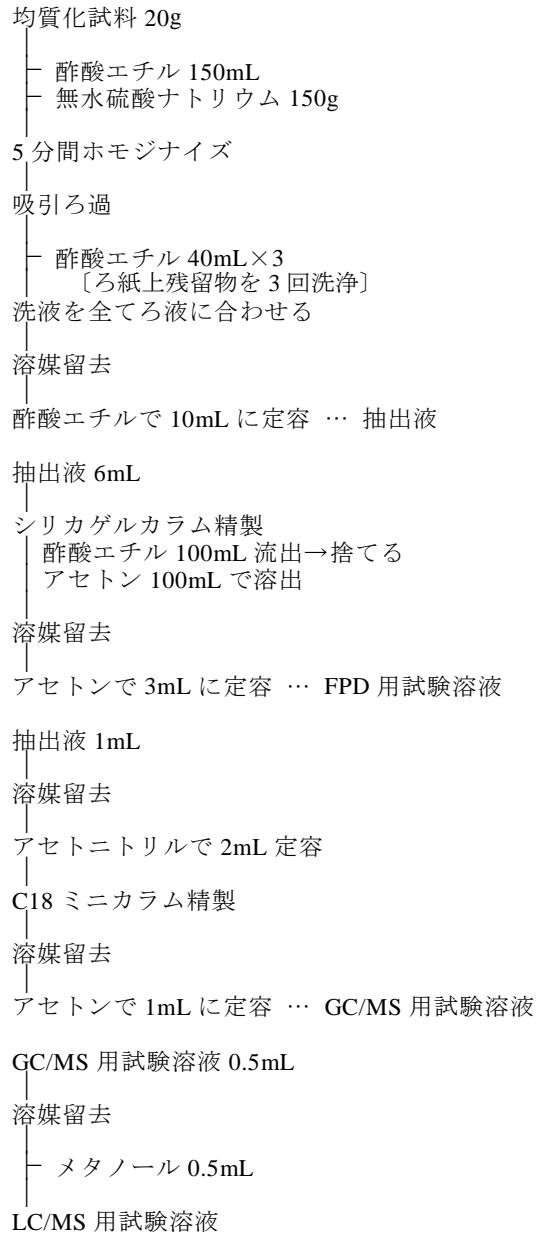 均質化試料 20g
酢酸エチル 150mL
無水硫酸ナトリウム 150g
5 分間ホモジナイズ
吸引ろ過
酢酸エチル 40mL×3
〔ろ紙上残留物を 3 回洗浄〕
洗液を全てろ液に合わせる
溶媒留去
酢酸エチルで 10mL に定容 … 抽出液
抽出液 6mL
シリカゲルカラム精製
酢酸エチル 100mL 流出→捨てる
アセトン 100mL で溶出
溶媒留去
アセトンで 3mL に定容 … FPD 用試験溶液
抽出液 1mL
溶媒留去
アセトニトリルで 2mL 定容
C18 ミニカラム精製
溶媒留去
アセトンで 1mL に定容 … GC/MS 用試験溶液
GC/MS 用試験溶液 0.5mL
溶媒留去
メタノール 0.5mL
LC/MS 用試験溶液